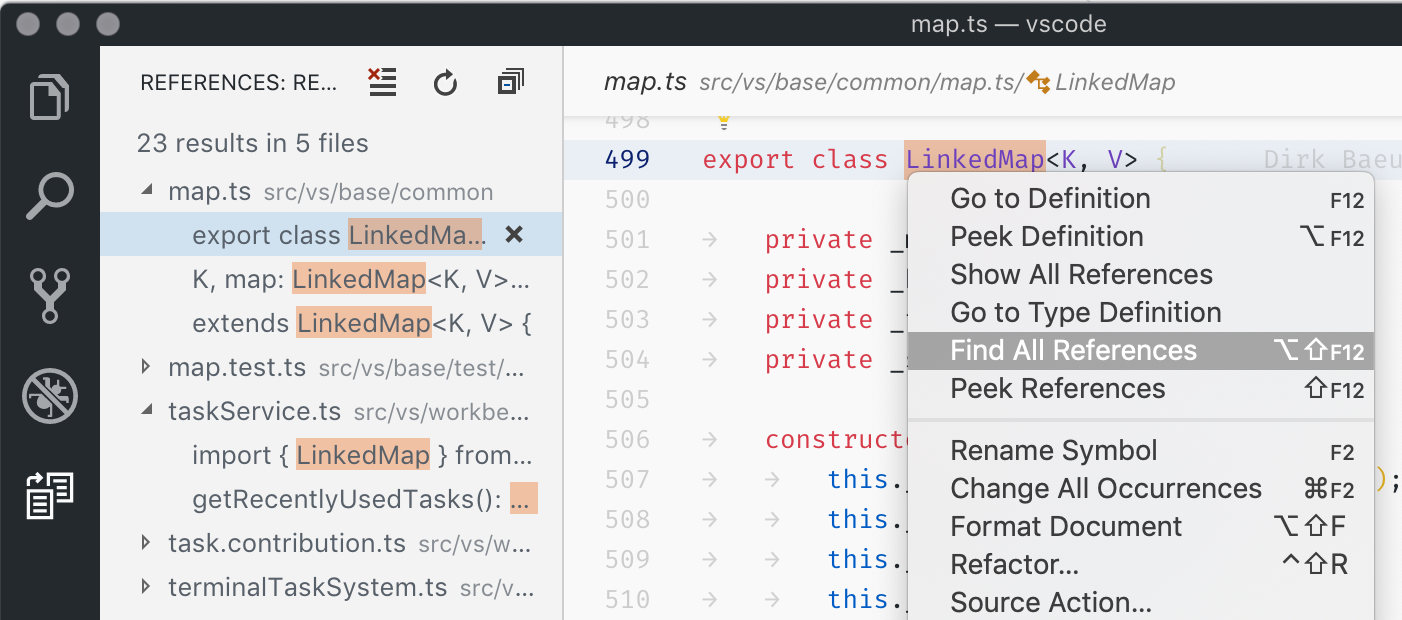 map.ts — vscode
REFERENCES: RE...
23 results in 5 files
map.ts src/vs/base/common
export class LinkedMa...
K, map: LinkedMap<K, V>...
extends LinkedMap<K, V> {
map.test.ts src/vs/base/test/...
taskService.ts src/vs/workbe...
import { LinkedMap } from...
getRecentlyUsedTasks(): ...
task.contribution.ts src/vs/w...
terminalTaskSystem.ts src/v...
map.ts src/vs/base/common/map.ts/ LinkedMap
498
499 export class LinkedMap<K, V> { Dirk Baeu
500
501 private _
502 private _
503 private _
504 private _
505
506 constructo
507 this._ );
508 this._
509 this._
510 this._
Go to Definition F12
Peek Definition ⌥F12
Show All References
Go to Type Definition
Find All References ⌥⇧F12
Peek References ⇧F12
Rename Symbol F2
Change All Occurrences ⌘F2
Format Document ⌥⇧F
Refactor... ^⇧R
Source Action...